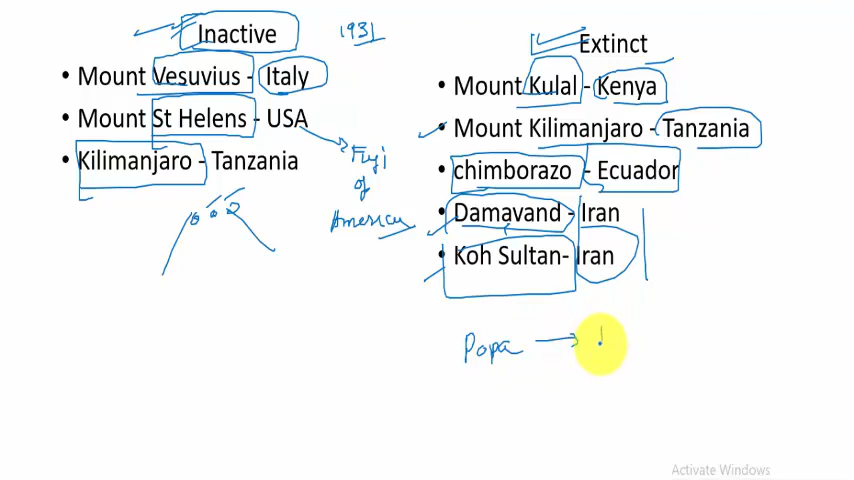 Inactive
1931
• Mount Vesuvius - Italy
• Mount St Helens - USA
• Kilimanjaro - Tanzania
Fuji
of
America
Extinct
• Mount Kulal - Kenya
• Mount Kilimanjaro - Tanzania
• chimborazo - Ecuador
• Damavand - Iran
• Koh Sultan- Iran
Popa
Activate Windows